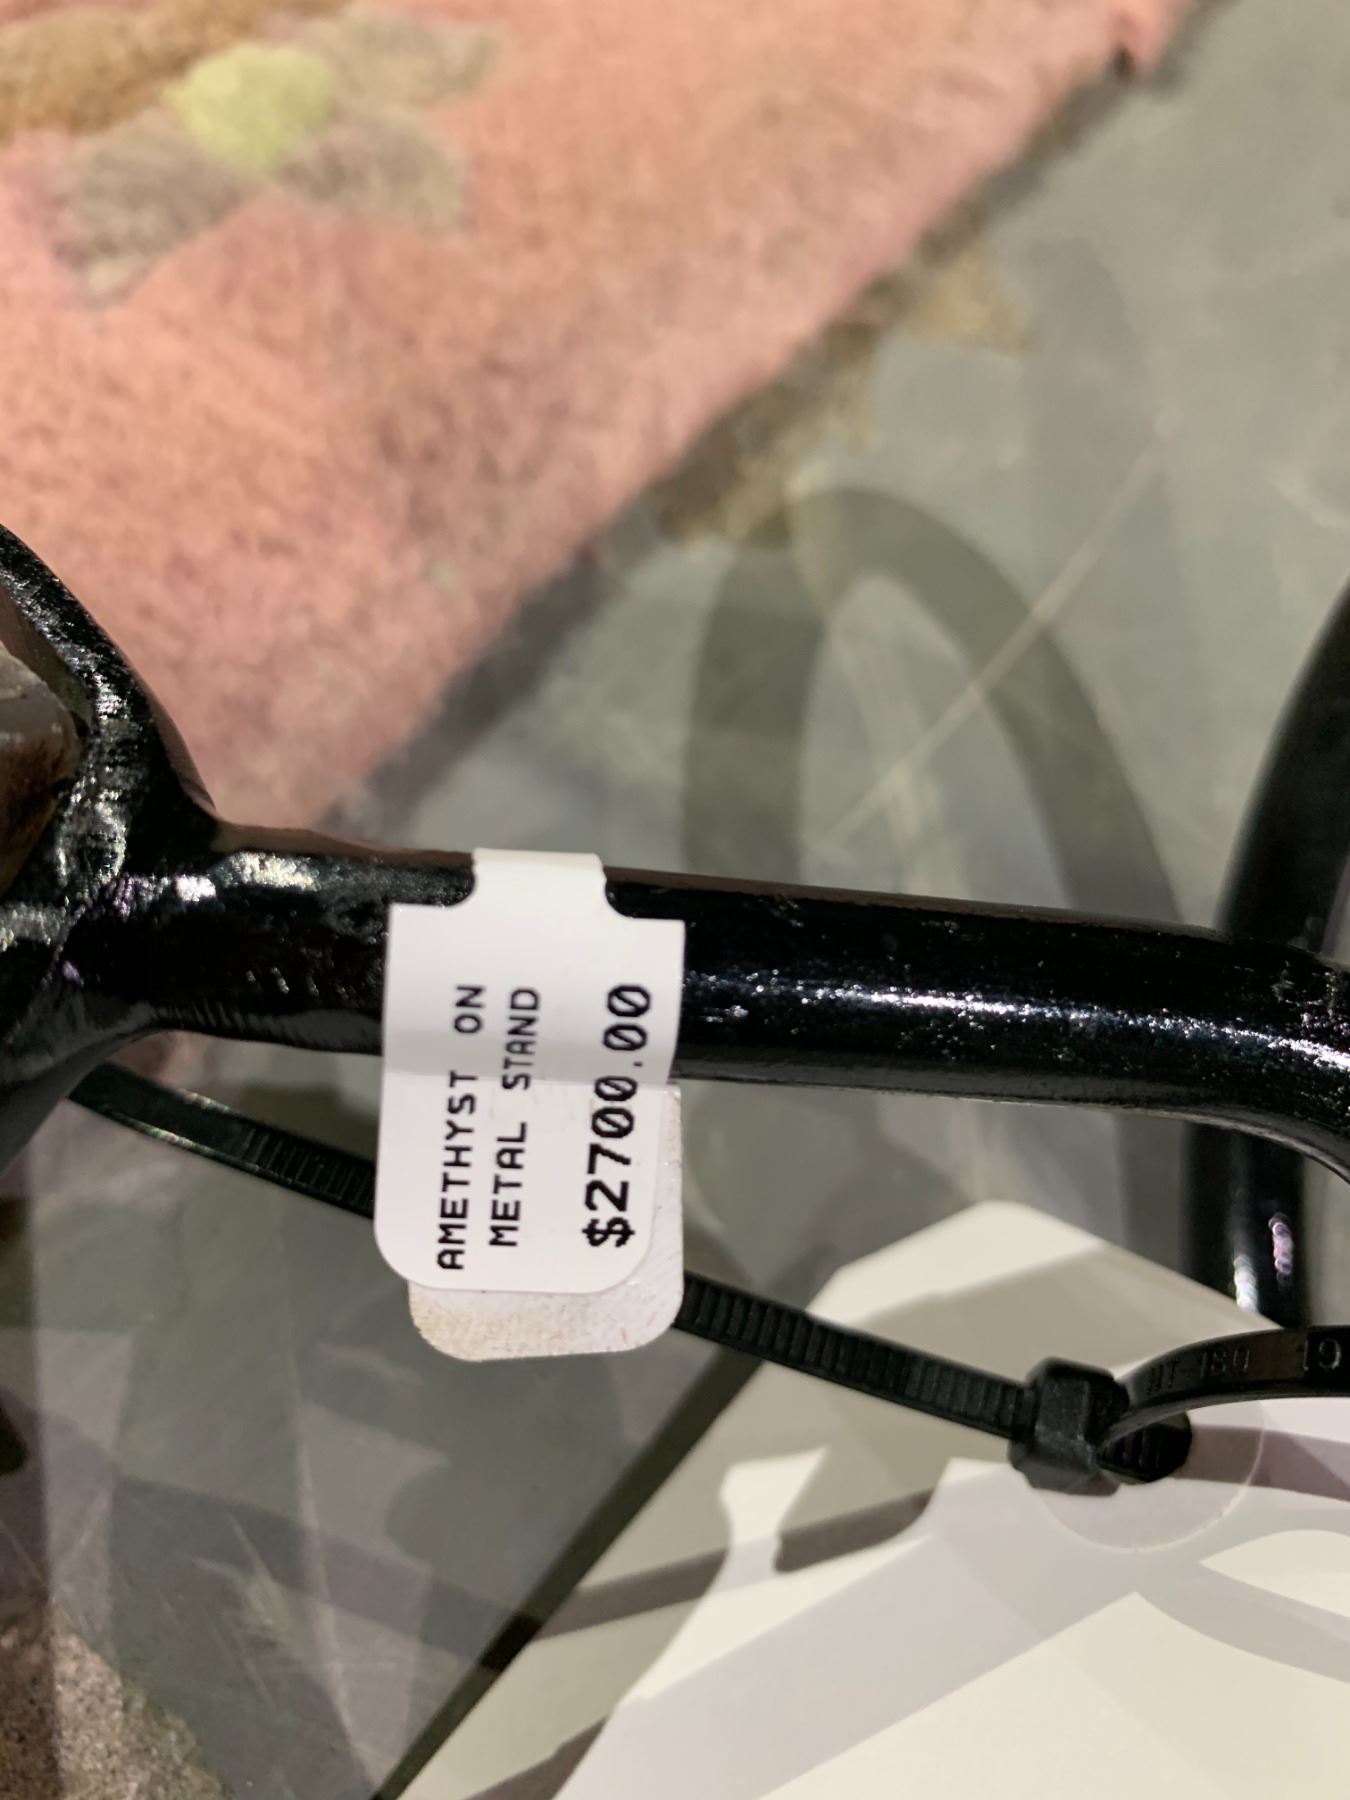 AMETHYST ON
METAL STAND
$2700.00